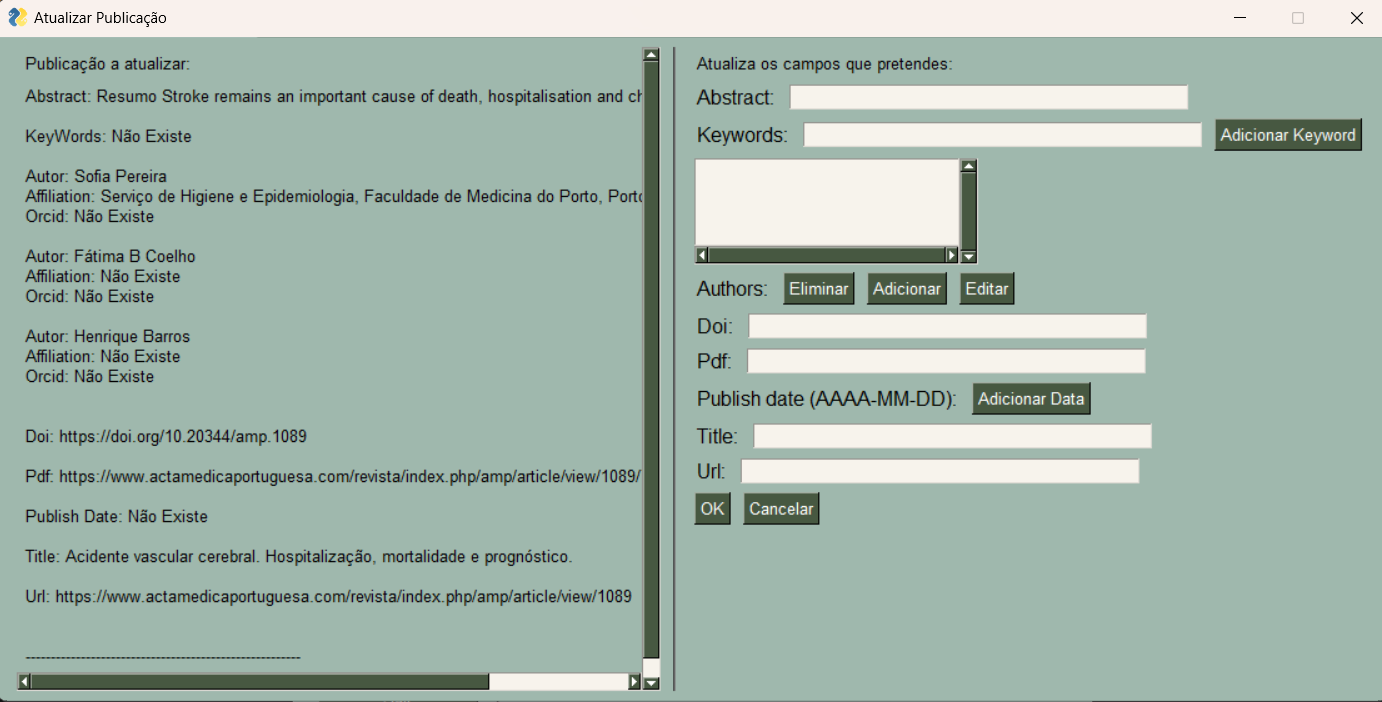 Atualizar Publicação
Publicação a atualizar:
Abstract: Resumo Stroke remains an important cause of death, hospitalisation and
KeyWords: Não Existe
Autor: Sofia Pereira
Affiliation: Serviço de Higiene e Epidemiologia, Faculdade de Medicina do Porto,
Orcid: Não Existe
Autor: Fátima B Coelho
Affiliation: Não Existe
Orcid: Não Existe
Autor: Henrique Barros
Affiliation: Não Existe
Orcid: Não Existe
Doi: https://doi.org/10.20344/amp.1089
Pdf: https://www.actamedicaportuguesa.com/revista/index.php/amp/article/view/1089/
Publish Date: Não Existe
Title: Acidente vascular cerebral. Hospitalização, mortalidade e prognóstico.
Url: https://www.actamedicaportuguesa.com/revista/index.php/amp/article/view/1089
-------------------------------------------------------
Atualiza os campos que pretendes:
Abstract:
Keywords:
Adicionar Keyword
Authors:
Eliminar
Adicionar
Editar
Doi:
Pdf:
Publish date (AAAA-MM-DD):
Adicionar Data
Title:
Url:
OK
Cancelar